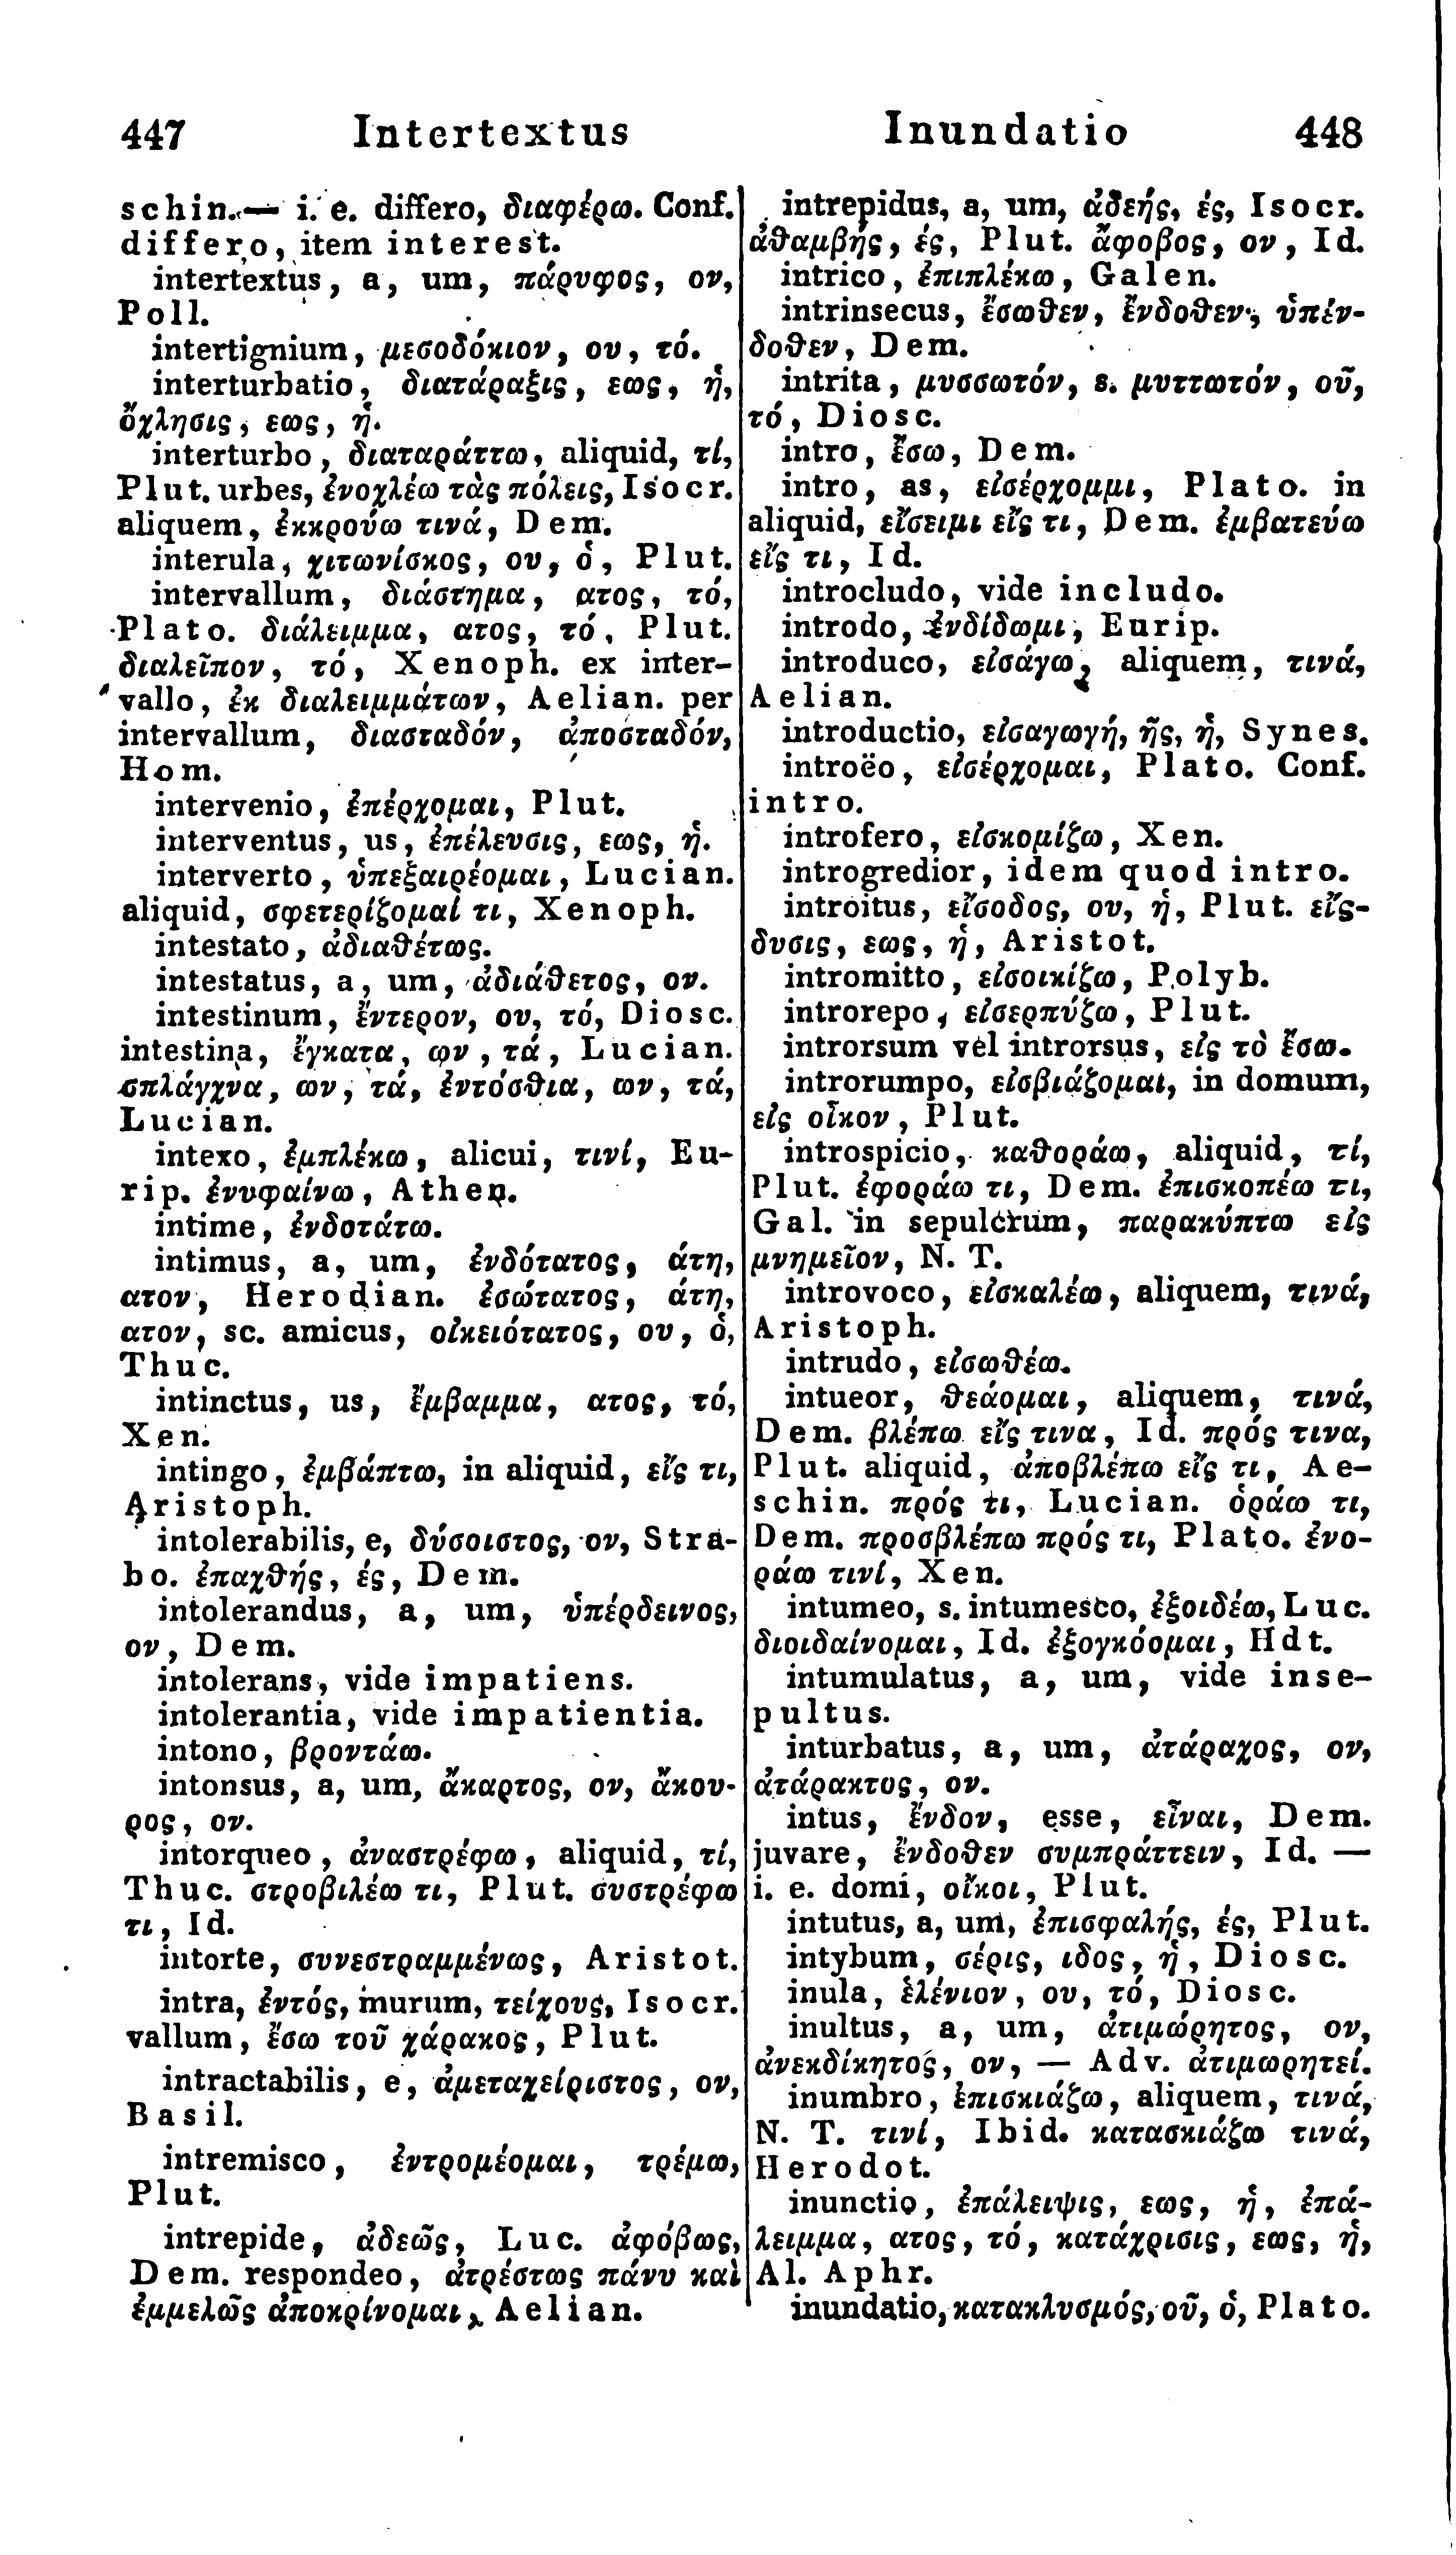 447 Intertextus
schin.— i. e. differo, διαφέρω. Conf.
differo, item interest.
intertextus, a, um, πάρυφος, ον,
Poll.
intertignium, μεσοδόκιον, ου, τό.
interturbatio, διατάραξις, εως, ἡ,
ὄχλησις, εως, ἡ.
interturbo, διαταράττω, aliquid, τί,
Plut. urbes, ἐνοχλέω τὰς πόλεις, Isocr.
aliquem, ἐκκρούω τινά, Dem.
interula, χιτωνίσκος, ου, ὁ, Plut.
intervallum, διάστημα, ατος, τό,
Plato. διάλειμμα, ατος, τό, Plut.
διαλεῖπον, τό, Xenoph. ex inter-
vallo, ἐκ διαλειμμάτων, Aelian. per
intervallum, διασταδόν, ἀποσταδόν,
Hom.
intervenio, ἐπέρχομαι, Plut.
interventus, us, ἐπέλευσις, εως, ἡ.
interverto, ὑπεξαιρέομαι, Lucian.
aliquid, σφετερίζομαί τι, Xenoph.
intestato, ἀδιαθέτως.
intestatus, a, um, ἀδιάθετος, ον.
intestinum, ἔντερον, ου, τό, Diosc.
intestina, ἔγκατα, ων, τά, Lucian.
σπλάγχνα, ων, τά, ἐντόσθια, ων, τά,
Lucian.
intexo, ἐμπλέκω, alicui, τινί, Eu-
rip. ἐνυφαίνω, Athen.
intime, ἐνδοτάτω.
intimus, a, um, ἐνδότατος, άτη,
ατον, Herodian. ἐσώτατος, άτη,
ατον, sc. amicus, οἰκειότατος, ου, ὁ,
Thuc.
intinctus, us, ἔμβαμμα, ατος, τό,
Xen.
intingo, ἐμβάπτω, in aliquid, εἴς τι,
Aristoph.
intolerabilis, e, δύσοιστος, ον, Stra-
bo. ἐπαχθής, ές, Dem.
intolerandus, a, um, ὑπέρδεινος,
ον, Dem.
intolerans, vide impatiens.
intolerantia, vide impatientia.
intono, βροντάω.
intonsus, a, um, ἄκαρτος, ον, ἄκου-
ρος, ον.
intorqueo, ἀναστρέφω, aliquid, τί,
Thuc. στροβιλέω τι, Plut. συστρέφω
τι, Id.
intorte, συνεστραμμένως, Aristot.
intra, ἐντός, murum, τείχους, Isocr.
vallum, ἔσω τοῦ χάρακος, Plut.
intractabilis, e, ἀμεταχείριστος, ον,
Basil.
intremisco, ἐντρομέομαι, τρέμω,
Plut.
intrepide, ἀδεῶς, Luc. ἀφόβως,
Dem. respondeo, ἀτρέστως πάνυ καὶ
ἐμμελῶς ἀποκρίνομαι, Aelian.
Inundatio 448
intrepidus, a, um, ἀδεής, ές, Isocr.
ἀθαμβής, ές, Plut. ἄφοβος, ον, Id.
intrico, ἐπιπλέκω, Galen.
intrinsecus, ἔσωθεν, ἔνδοθεν, ὑπέν-
δοθεν, Dem.
intrita, μυσσωτόν, s. μυττωτόν, οῦ,
τό, Diosc.
intro, ἔσω, Dem.
intro, as, εἰσέρχομμι, Plato. in
aliquid, εἴσειμι εἴς τι, Dem. ἐμβατεύω
εἴς τι, Id.
introcludo, vide includo.
introdo, ἐνδίδωμι, Eurip.
introduco, εἰσάγω, aliquem, τινά,
Aelian.
introductio, εἰσαγωγή, ῆς, ἡ, Synes.
introëo, εἰσέρχομαι, Plato. Conf.
intro.
introfero, εἰσκομίζω, Xen.
introgredior, idem quod intro.
introitus, εἴσοδος, ου, ἡ, Plut. εἴς-
δυσις, εως, ἡ, Aristot.
intromitto, εἰσοικίζω, Polyb.
introrepo, εἰσερπύζω, Plut.
introrsum vel introrsus, εἰς τὸ ἔσω.
introrumpo, εἰσβιάζομαι, in domum,
εἰς οἶκον, Plut.
introspicio, καθοράω, aliquid, τί,
Plut. ἐφοράω τι, Dem. ἐπισκοπέω τι,
Gal. in sepulcrum, παρακύπτω εἰς
μνημεῖον, N. T.
introvoco, εἰσκαλέω, aliquem, τινά,
Aristoph.
intrudo, εἰσωθέω.
intueor, θεάομαι, aliquem, τινά,
Dem. βλέπω εἴς τινα, Id. πρός τινα,
Plut. aliquid, ἀποβλέπω εἴς τι, Ae-
schin. πρός τι, Lucian. ὁράω τι,
Dem. προσβλέπω πρός τι, Plato. ἐνο-
ράω τινί, Xen.
intumeo, s. intumesco, ἐξοιδέω, Luc.
διοιδαίνομαι, Id. ἐξογκόομαι, Hdt.
intumulatus, a, um, vide inse-
pultus.
inturbatus, a, um, ἀτάραχος, ον,
ἀτάρακτος, ον.
intus, ἔνδον, esse, εἶναι, Dem.
juvare, ἔνδοθεν συμπράττειν, Id. —
i. e. domi, οἴκοι, Plut.
intutus, a, um, ἐπισφαλής, ές, Plut.
intybum, σέρις, ιδος, ἡ, Diosc.
inula, ἑλένιον, ου, τό, Diosc.
inultus, a, um, ἀτιμώρητος, ον,
ἀνεκδίκητος, ον, — Adv. ἀτιμωρητεί.
inumbro, ἐπισκιάζω, aliquem, τινά,
N. T. τινί, Ibid. κατασκιάζω τινά,
Herodot.
inunctio, ἐπάλειψις, εως, ἡ, ἐπά-
λειμμα, ατος, τό, κατάχρισις, εως, ἡ,
Al. Aphr.
inundatio, κατακλυσμός, οῦ, ὁ, Plato.